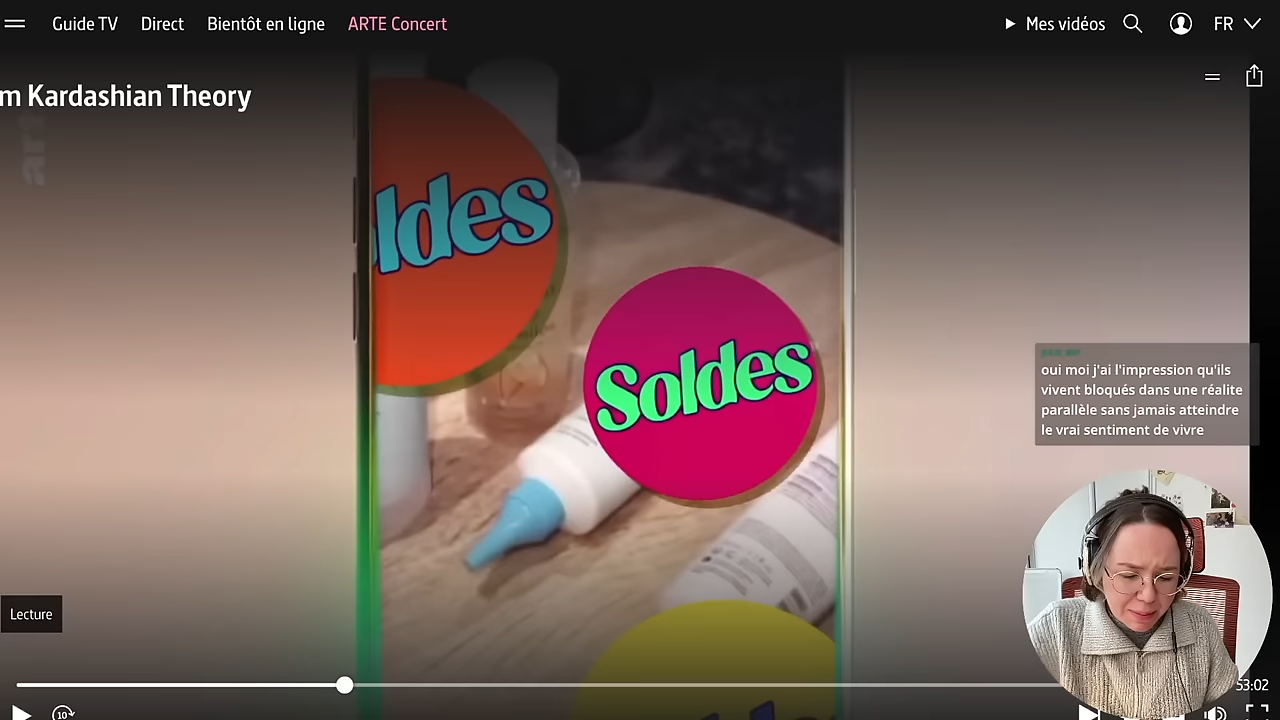 Guide TV Direct Bientôt en ligne ARTE Concert
Mes vidéos FR
m Kardashian Theory
arte
oldes
Soldes
oui moi j'ai l'impression qu'ils
vivent bloqués dans une réalite
parallèle sans jamais atteindre
le vrai sentiment de vivre
Lecture
53:02
10